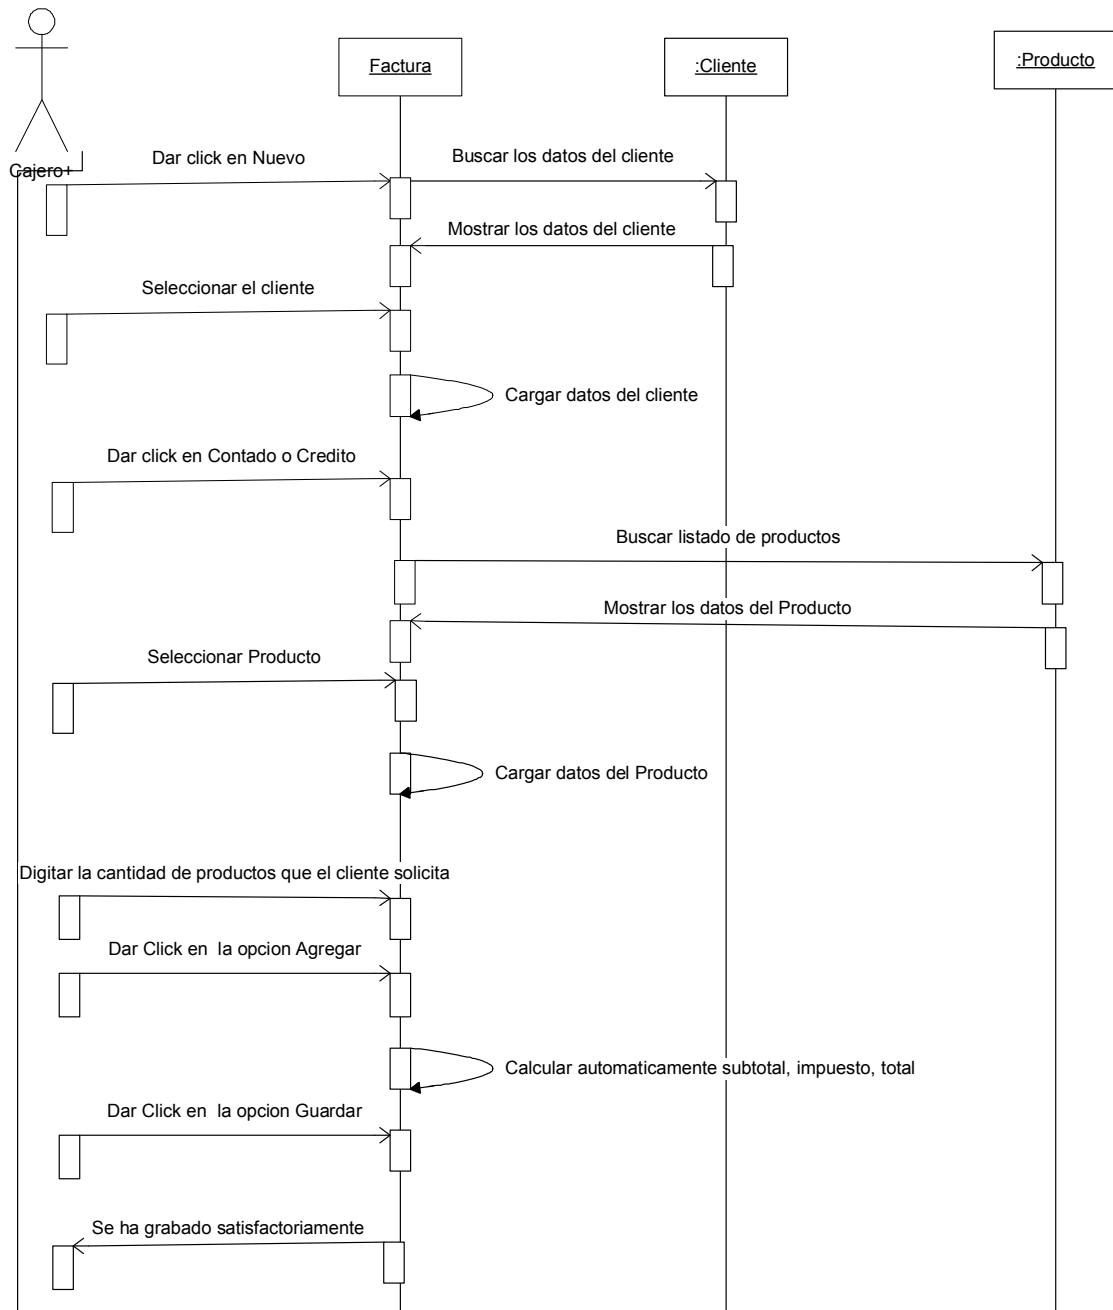 Factura
:Cliente
:Producto
Cajero+
Dar click en Nuevo
Buscar los datos del cliente
Mostrar los datos del cliente
Seleccionar el cliente
Cargar datos del cliente
Dar click en Contado o Credito
Buscar listado de productos
Mostrar los datos del Producto
Seleccionar Producto
Cargar datos del Producto
Digitar la cantidad de productos que el cliente solicita
Dar Click en  la opcion Agregar
Calcular automaticamente subtotal, impuesto, total
Dar Click en  la opcion Guardar
Se ha grabado satisfactoriamente